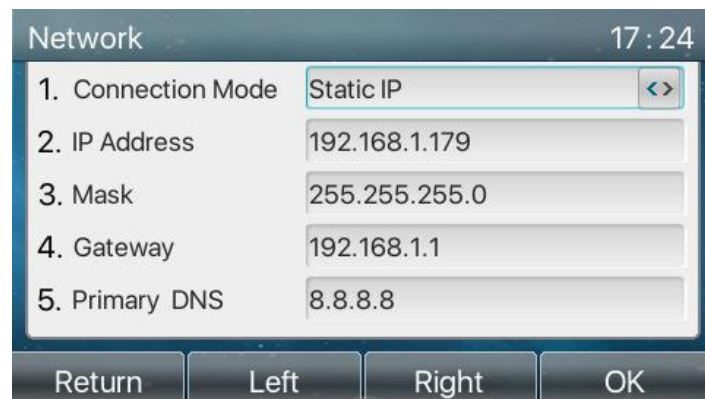 Network 17 : 24
1. Connection Mode Static IP < >
2. IP Address 192.168.1.179
3. Mask 255.255.255.0
4. Gateway 192.168.1.1
5. Primary DNS 8.8.8.8
Return Left Right OK